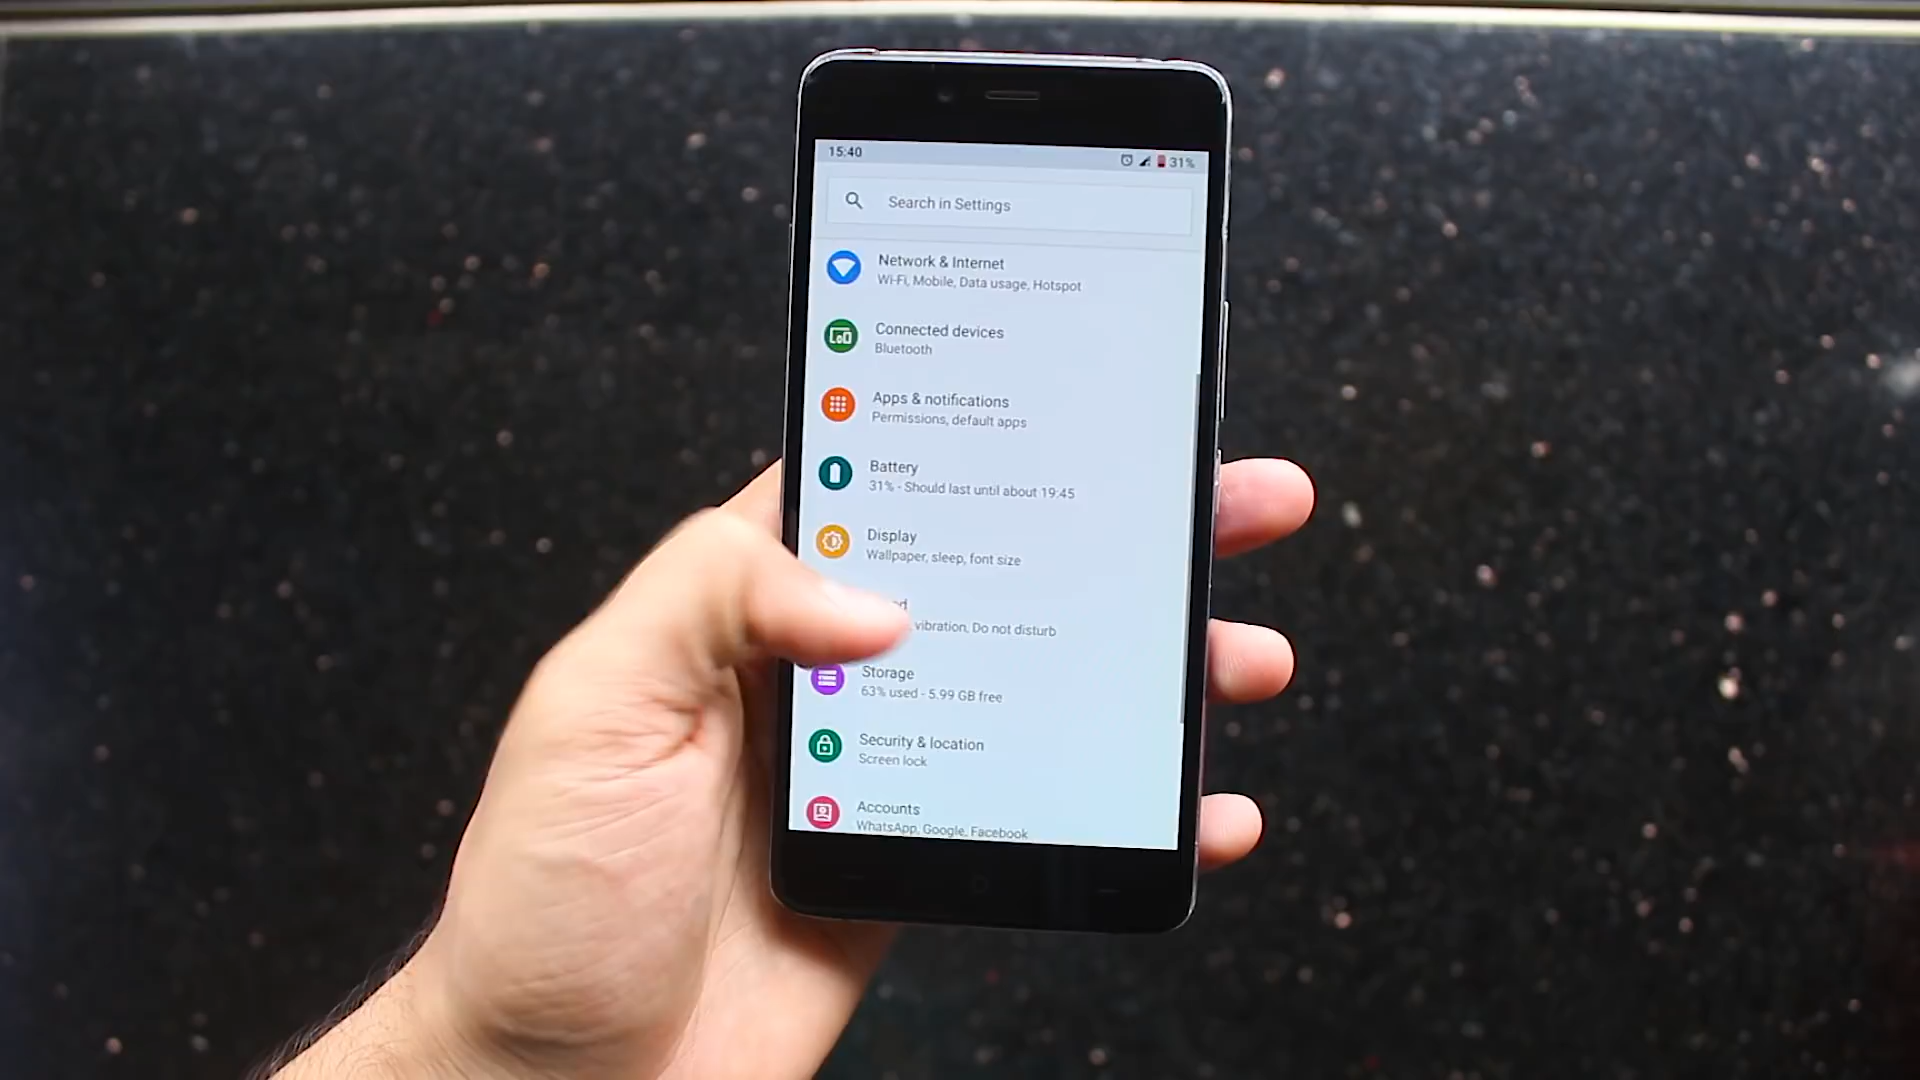 15:40
31%
Search in Settings
Network & Internet
Wi-Fi, Mobile, Data usage, Hotspot
Connected devices
Bluetooth
Apps & notifications
Permissions, default apps
Battery
31% - Should last until about 19:45
Display
Wallpaper, sleep, font size
vibration, Do not disturb
Storage
63% used - 5.99 GB free
Security & location
Screen lock
Accounts
WhatsApp, Google, Facebook